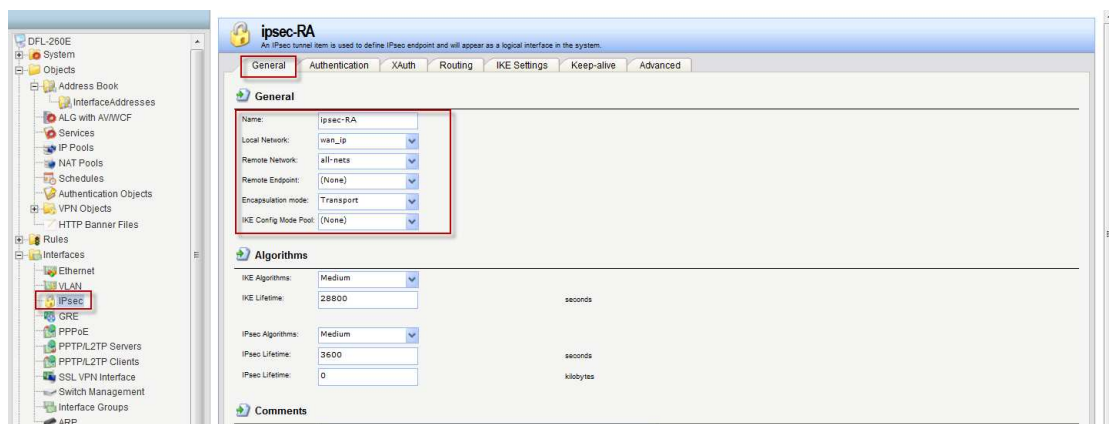 DFL-260E
System
Objects
Address Book
InterfaceAddresses
ALG with AV/WCF
Services
IP Pools
NAT Pools
Schedules
Authentication Objects
VPN Objects
HTTP Banner Files
Rules
Interfaces
Ethernet
VLAN
IPsec
GRE
PPPoE
PPTP/L2TP Servers
PPTP/L2TP Clients
SSL VPN Interface
Switch Management
Interface Groups
ARP
ipsec-RA
An IPsec tunnel item is used to define IPsec endpoint and will appear as a logical interface in the system.
General Authentication XAuth Routing IKE Settings Keep-alive Advanced
General
Name: ipsec-RA
Local Network: wan_ip
Remote Network: all-nets
Remote Endpoint: (None)
Encapsulation mode: Transport
IKE Config Mode Pool: (None)
Algorithms
IKE Algorithms: Medium
IKE Lifetime: 28800 seconds
IPsec Algorithms: Medium
IPsec Lifetime: 3600 seconds
IPsec Lifetime: 0 kilobytes
Comments